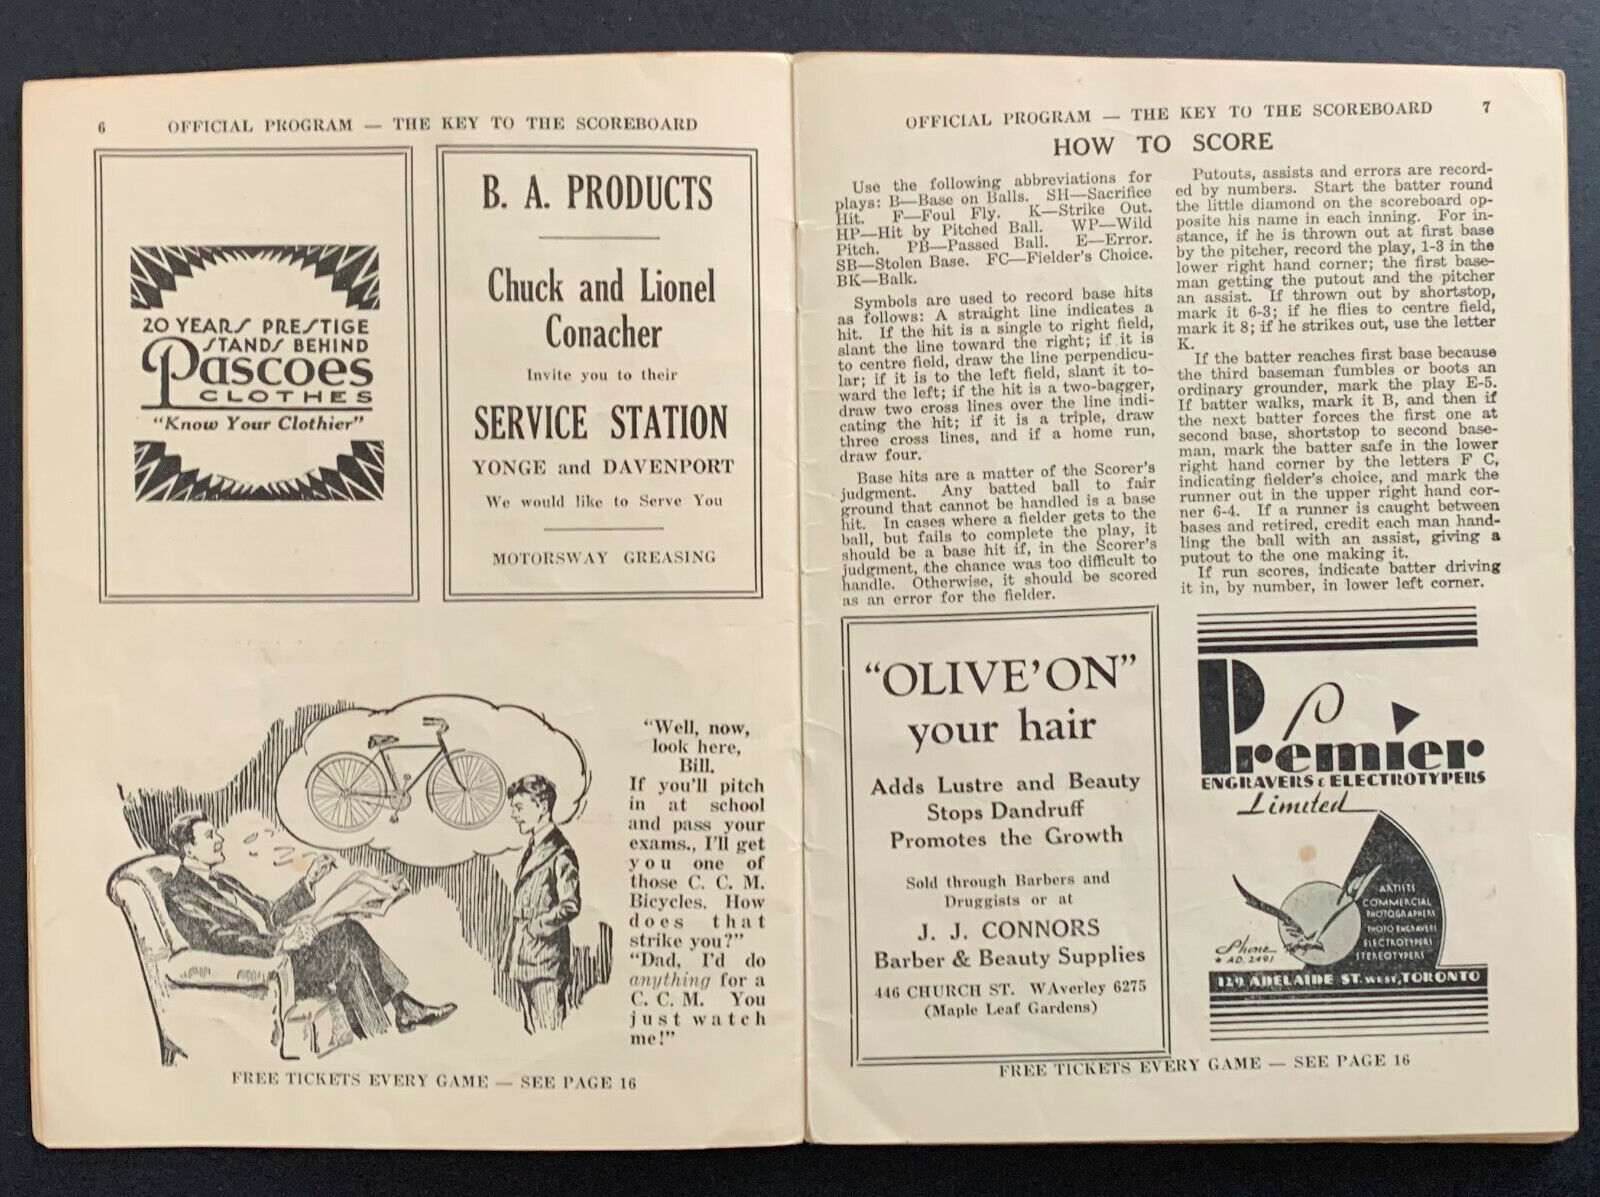 6
OFFICIAL PROGRAM — THE KEY TO THE SCOREBOARD
20 YEARS PRESTIGE
STANDS BEHIND
Pascoes
CLOTHES
"Know Your Clothier"
B. A. PRODUCTS
Chuck and Lionel
Conacher
Invite you to their
SERVICE STATION
YONGE and DAVENPORT
We would like to Serve You
MOTORSWAY GREASING
"Well, now,
look here,
Bill.
If you'll pitch
in at school
and pass your
exams., I'll get
you one of
those C. C. M.
Bicycles. How
does that
strike you?"
"Dad, I'd do
anything for a
C. C. M. You
just watch
me!"
FREE TICKETS EVERY GAME — SEE PAGE 16
OFFICIAL PROGRAM — THE KEY TO THE SCOREBOARD
7
HOW TO SCORE
Use the following abbreviations for
plays: B—Base on Balls. SH—Sacrifice
Hit. F—Foul Fly. K—Strike Out.
HP—Hit by Pitched Ball. WP—Wild
Pitch. PB—Passed Ball. E—Error.
SB—Stolen Base. FC—Fielder's Choice.
BK—Balk.
Symbols are used to record base hits
as follows: A straight line indicates a
hit. If the hit is a single to right field,
slant the line toward the right; if it is
to centre field, draw the line perpendicu-
lar; if it is to the left field, slant it to-
ward the left; if the hit is a two-bagger,
draw two cross lines over the line indi-
cating the hit; if it is a triple, draw
three cross lines, and if a home run,
draw four.
Base hits are a matter of the Scorer's
judgment. Any batted ball to fair
ground that cannot be handled is a base
hit. In cases where a fielder gets to the
ball, but fails to complete the play, it
should be a base hit if, in the Scorer's
judgment, the chance was too difficult to
handle. Otherwise, it should be scored
as an error for the fielder.
Putouts, assists and errors are record-
ed by numbers. Start the batter round
the little diamond on the scoreboard op-
posite his name in each inning. For in-
stance, if he is thrown out at first base
by the pitcher, record the play, 1-3 in the
lower right hand corner; the first base-
man getting the putout and the pitcher
an assist. If thrown out by shortstop,
mark it 6-3; if he flies to centre field,
mark it 8; if he strikes out, use the letter
K.
If the batter reaches first base because
the third baseman fumbles or boots an
ordinary grounder, mark the play E-5.
If batter walks, mark it B, and then if
the next batter forces the first one at
second base, shortstop to second base-
man, mark the batter safe in the lower
right hand corner by the letters F C,
indicating fielder's choice, and mark the
runner out in the upper right hand cor-
ner 6-4. If a runner is caught between
bases and retired, credit each man hand-
ling the ball with an assist, giving a
putout to the one making it.
If run scores, indicate batter driving
it in, by number, in lower left corner.
"OLIVE'ON"
your hair
Adds Lustre and Beauty
Stops Dandruff
Promotes the Growth
Sold through Barbers and
Druggists or at
J. J. CONNORS
Barber & Beauty Supplies
446 CHURCH ST. WAverley 6275
(Maple Leaf Gardens)
Premier
ENGRAVERS & ELECTROTYPERS
Limited
ARTISTS
COMMERCIAL
PHOTOGRAPHERS
PHOTO ENGRAVERS
ELECTROTYPERS
STEREOTYPERS
Phone
★ AD. 2491
129 ADELAIDE ST. WEST, TORONTO
FREE TICKETS EVERY GAME — SEE PAGE 16